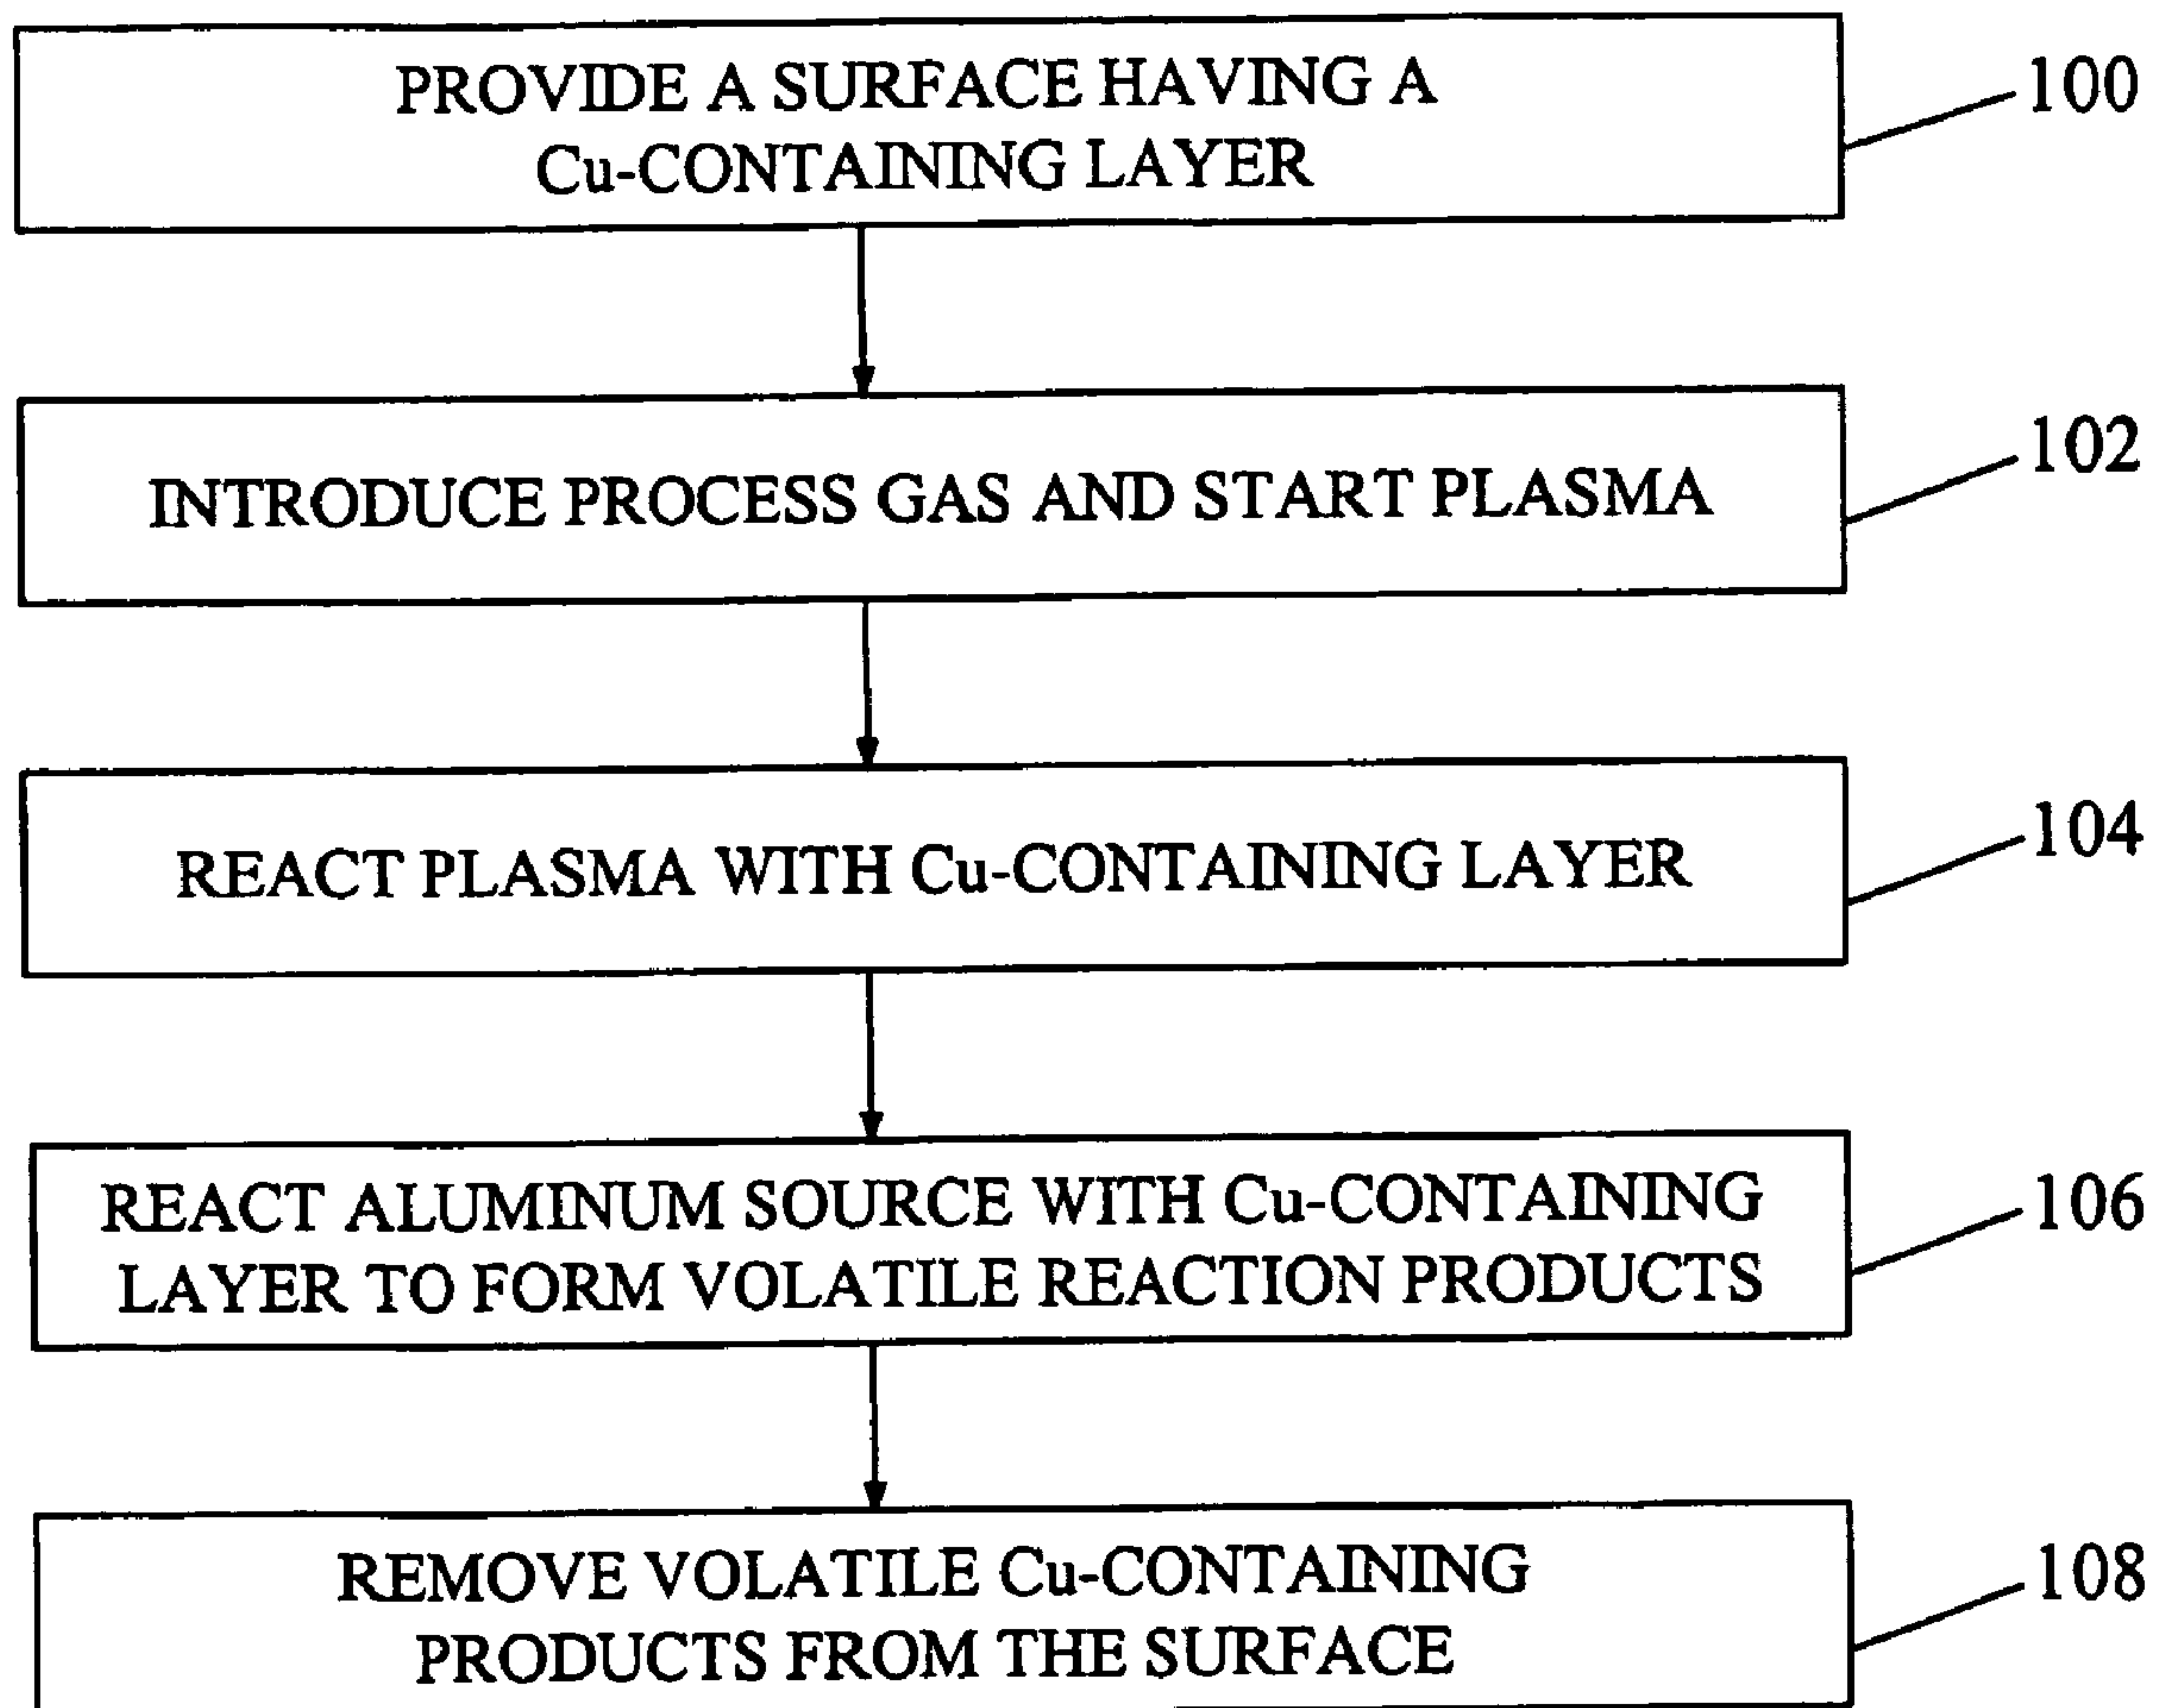 PROVIDE A SURFACE HAVING A
Cu-CONTAINING LAYER
100
INTRODUCE PROCESS GAS AND START PLASMA
102
REACT PLASMA WITH Cu-CONTAINING LAYER
104
REACT ALUMINUM SOURCE WITH Cu-CONTAINING
LAYER TO FORM VOLATILE REACTION PRODUCTS
106
REMOVE VOLATILE Cu-CONTAINING
PRODUCTS FROM THE SURFACE
108